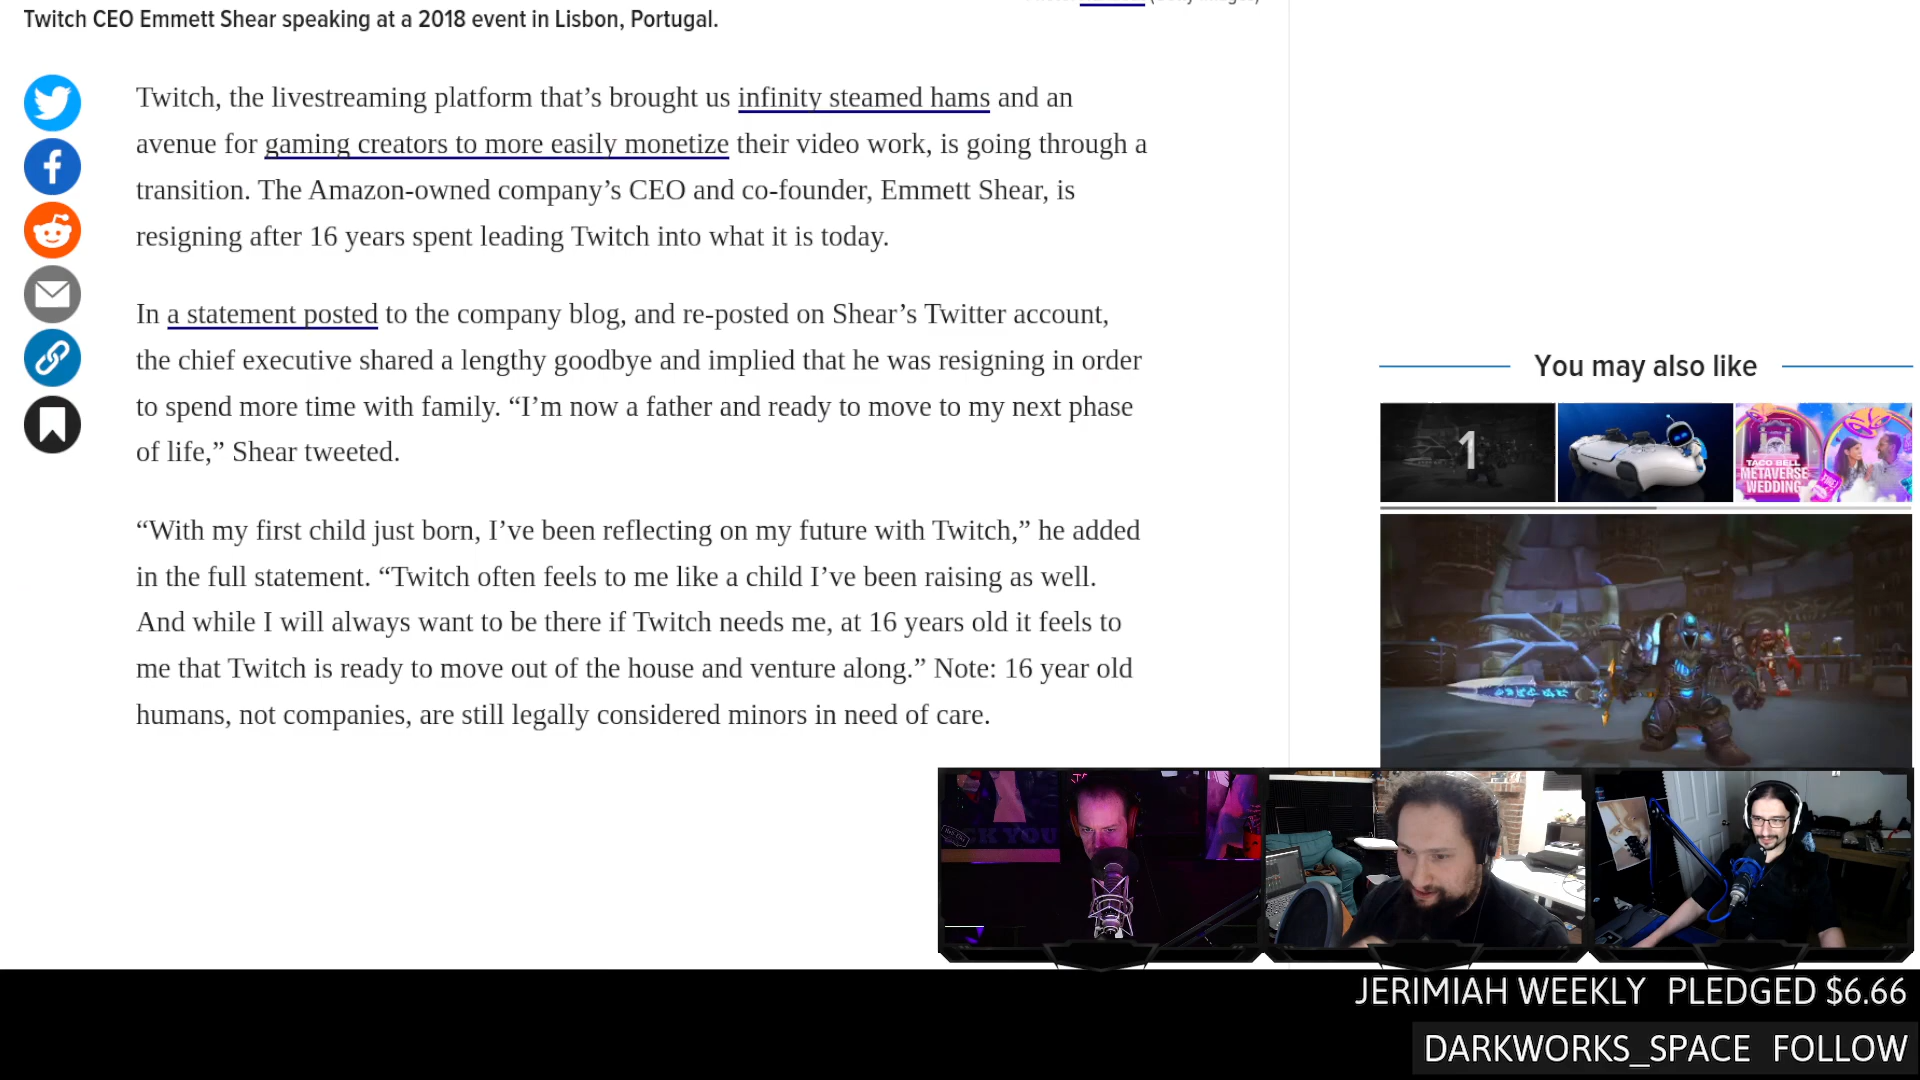 Twitch CEO Emmett Shear speaking at a 2018 event in Lisbon, Portugal.
Twitch, the livestreaming platform that’s brought us infinity steamed hams and an
avenue for gaming creators to more easily monetize their video work, is going through a
transition. The Amazon-owned company’s CEO and co-founder, Emmett Shear, is
resigning after 16 years spent leading Twitch into what it is today.
In a statement posted to the company blog, and re-posted on Shear’s Twitter account,
the chief executive shared a lengthy goodbye and implied that he was resigning in order
to spend more time with family. “I’m now a father and ready to move to my next phase
of life,” Shear tweeted.
“With my first child just born, I’ve been reflecting on my future with Twitch,” he added
in the full statement. “Twitch often feels to me like a child I’ve been raising as well.
And while I will always want to be there if Twitch needs me, at 16 years old it feels to
me that Twitch is ready to move out of the house and venture along.” Note: 16 year old
humans, not companies, are still legally considered minors in need of care.
You may also like
1
TACO BELL
METAVERSE
WEDDING
JERIMIAH WEEKLY PLEDGED $6.66
DARKWORKS_SPACE FOLLOW